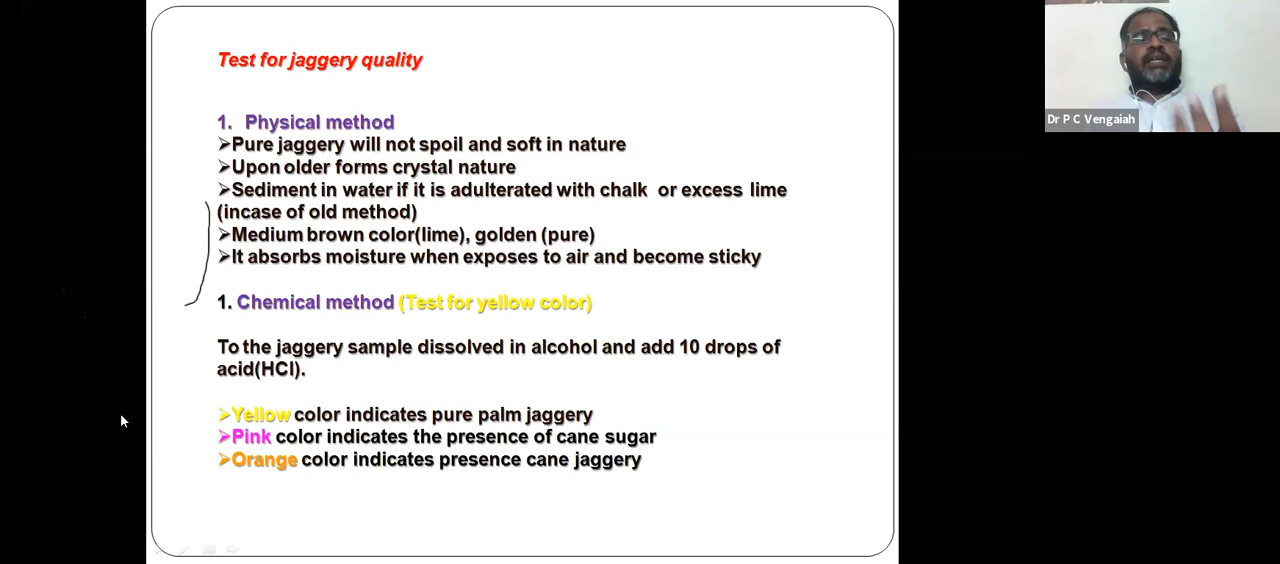 Test for jaggery quality
1. Physical method
➢Pure jaggery will not spoil and soft in nature
➢Upon older forms crystal nature
➢Sediment in water if it is adulterated with chalk or excess lime
(incase of old method)
➢Medium brown color(lime), golden (pure)
➢It absorbs moisture when exposes to air and become sticky
1. Chemical method (Test for yellow color)
To the jaggery sample dissolved in alcohol and add 10 drops of
acid(HCl).
➢Yellow color indicates pure palm jaggery
➢Pink color indicates the presence of cane sugar
➢Orange color indicates presence cane jaggery
Dr P C Vengaiah